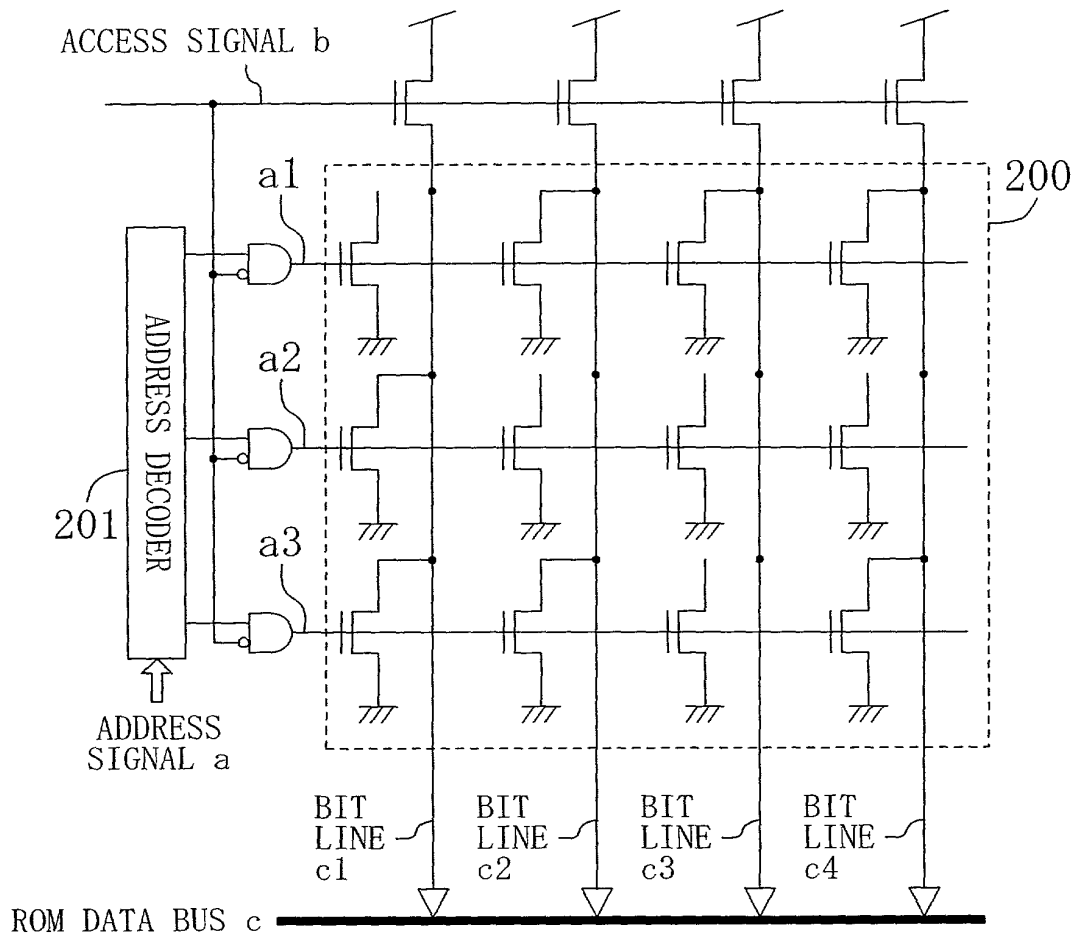 ACCESS SIGNAL b
200
a1
a2
a3
ADDRESS DECODER
201
ADDRESS
SIGNAL a
BIT
LINE
c1
BIT
LINE
c2
BIT
LINE
c3
BIT
LINE
c4
ROM DATA BUS c